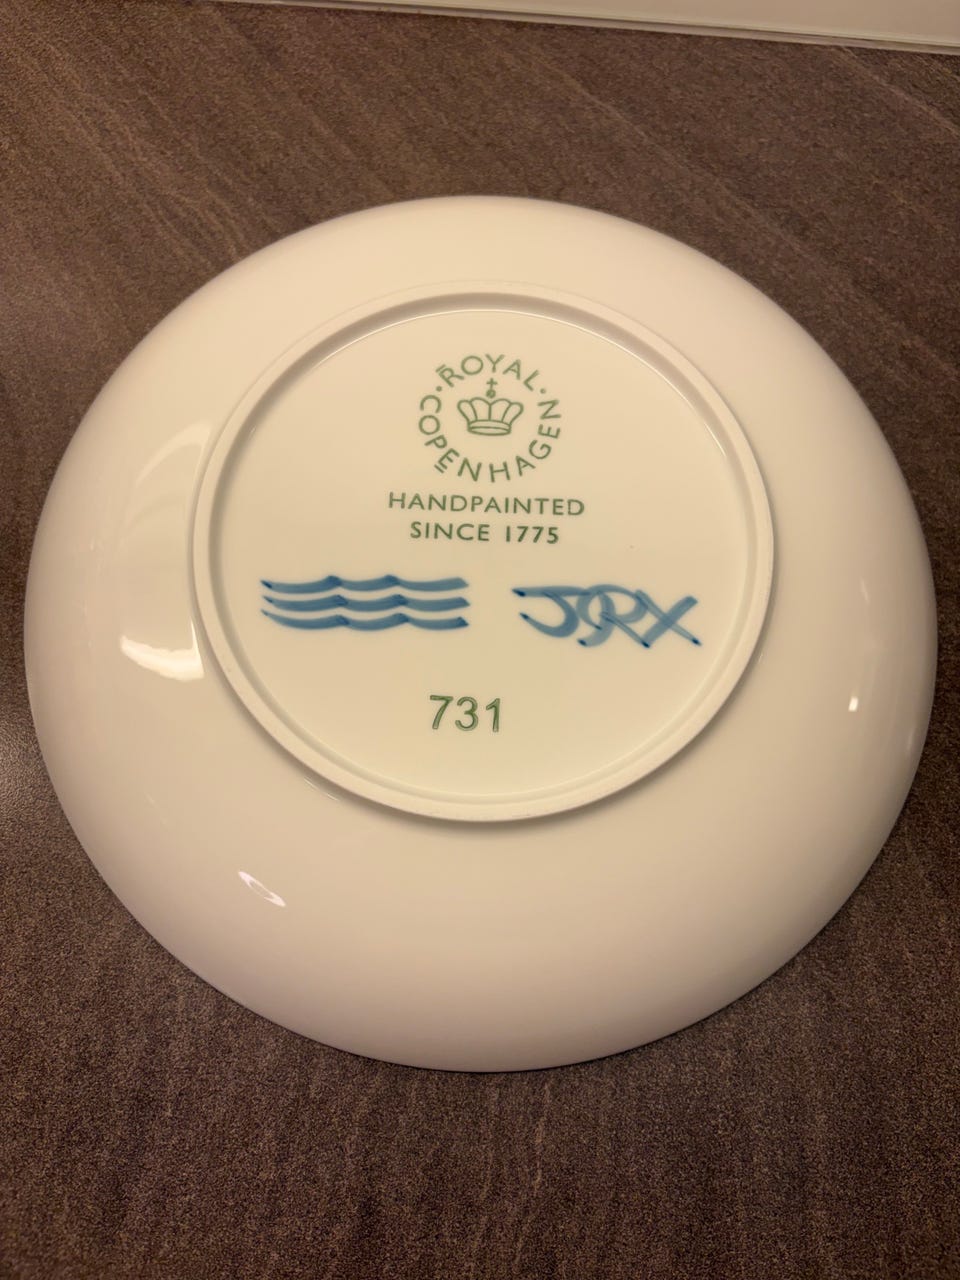 ROYAL
COPENHAGEN
HANDPAINTED
SINCE 1775
731